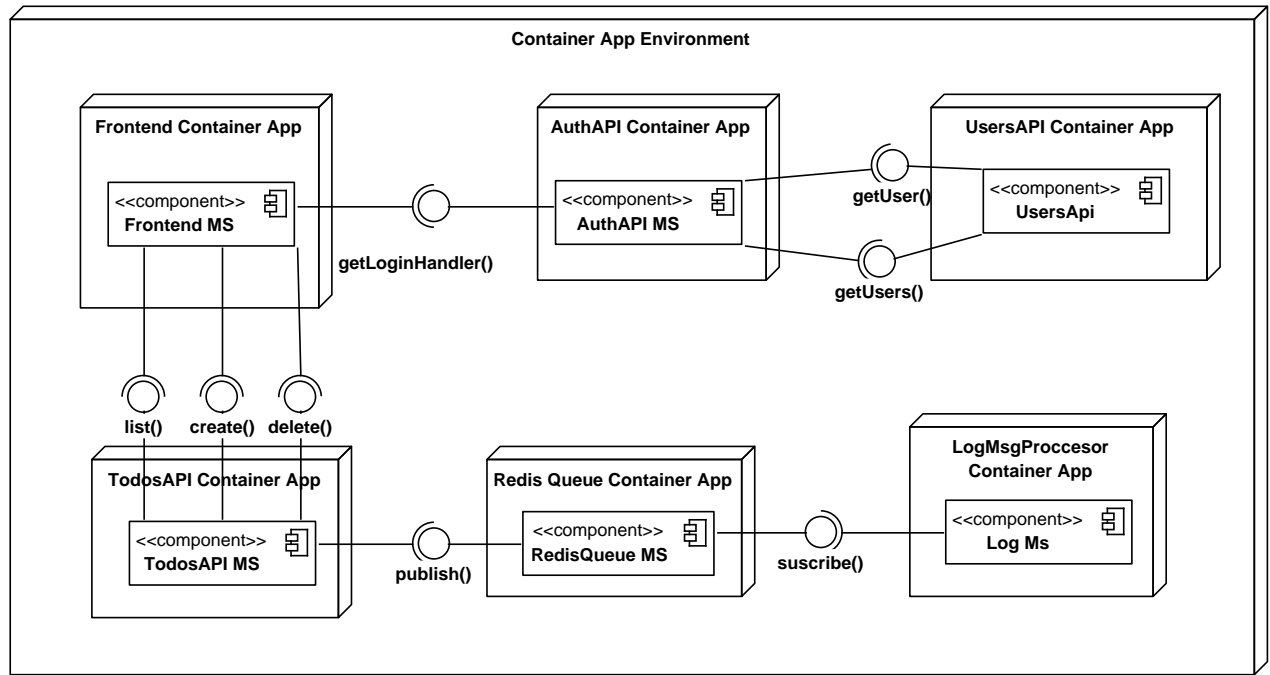 Container App Environment
Frontend Container App
<<component>>
Frontend MS
getLoginHandler()
AuthAPI Container App
<<component>>
AuthAPI MS
getUser()
getUsers()
UsersAPI Container App
<<component>>
UsersApi
list()
create()
delete()
TodosAPI Container App
<<component>>
TodosAPI MS
publish()
Redis Queue Container App
<<component>>
RedisQueue MS
suscribe()
LogMsgProccesor
Container App
<<component>>
Log Ms